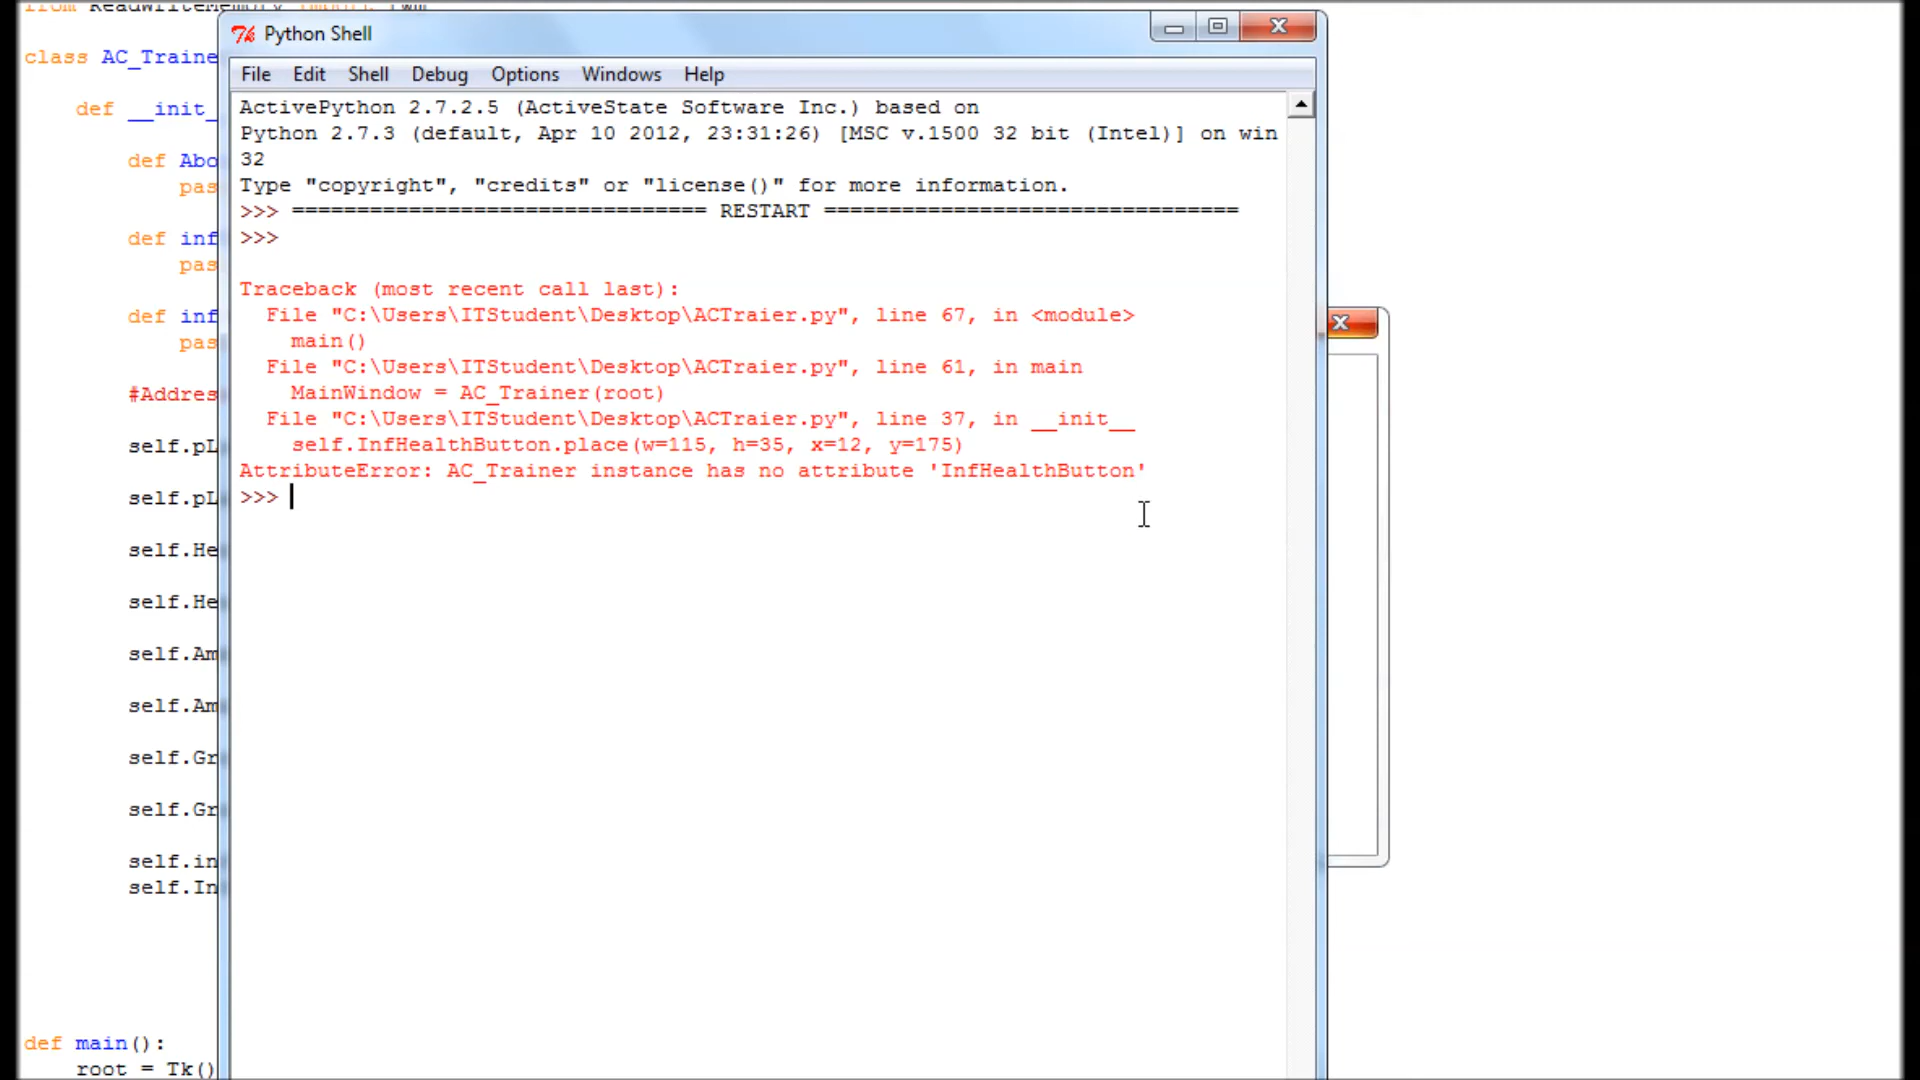 from ReadWriteMemory import rwm
class AC_Traine
def __init_
def Abo
pas
def inf
pas
def inf
pas
#Addres
self.pL
self.pL
self.He
self.He
self.Am
self.Am
self.Gr
self.Gr
self.in
self.In
def main():
root = Tk()
Python Shell
File Edit Shell Debug Options Windows Help
ActivePython 2.7.2.5 (ActiveState Software Inc.) based on
Python 2.7.3 (default, Apr 10 2012, 23:31:26) [MSC v.1500 32 bit (Intel)] on win
32
Type "copyright", "credits" or "license()" for more information.
>>> ================================ RESTART ================================
>>>
Traceback (most recent call last):
File "C:\Users\ITStudent\Desktop\ACTraier.py", line 67, in <module>
main()
File "C:\Users\ITStudent\Desktop\ACTraier.py", line 61, in main
MainWindow = AC_Trainer(root)
File "C:\Users\ITStudent\Desktop\ACTraier.py", line 37, in __init__
self.InfHealthButton.place(w=115, h=35, x=12, y=175)
AttributeError: AC_Trainer instance has no attribute 'InfHealthButton'
>>>